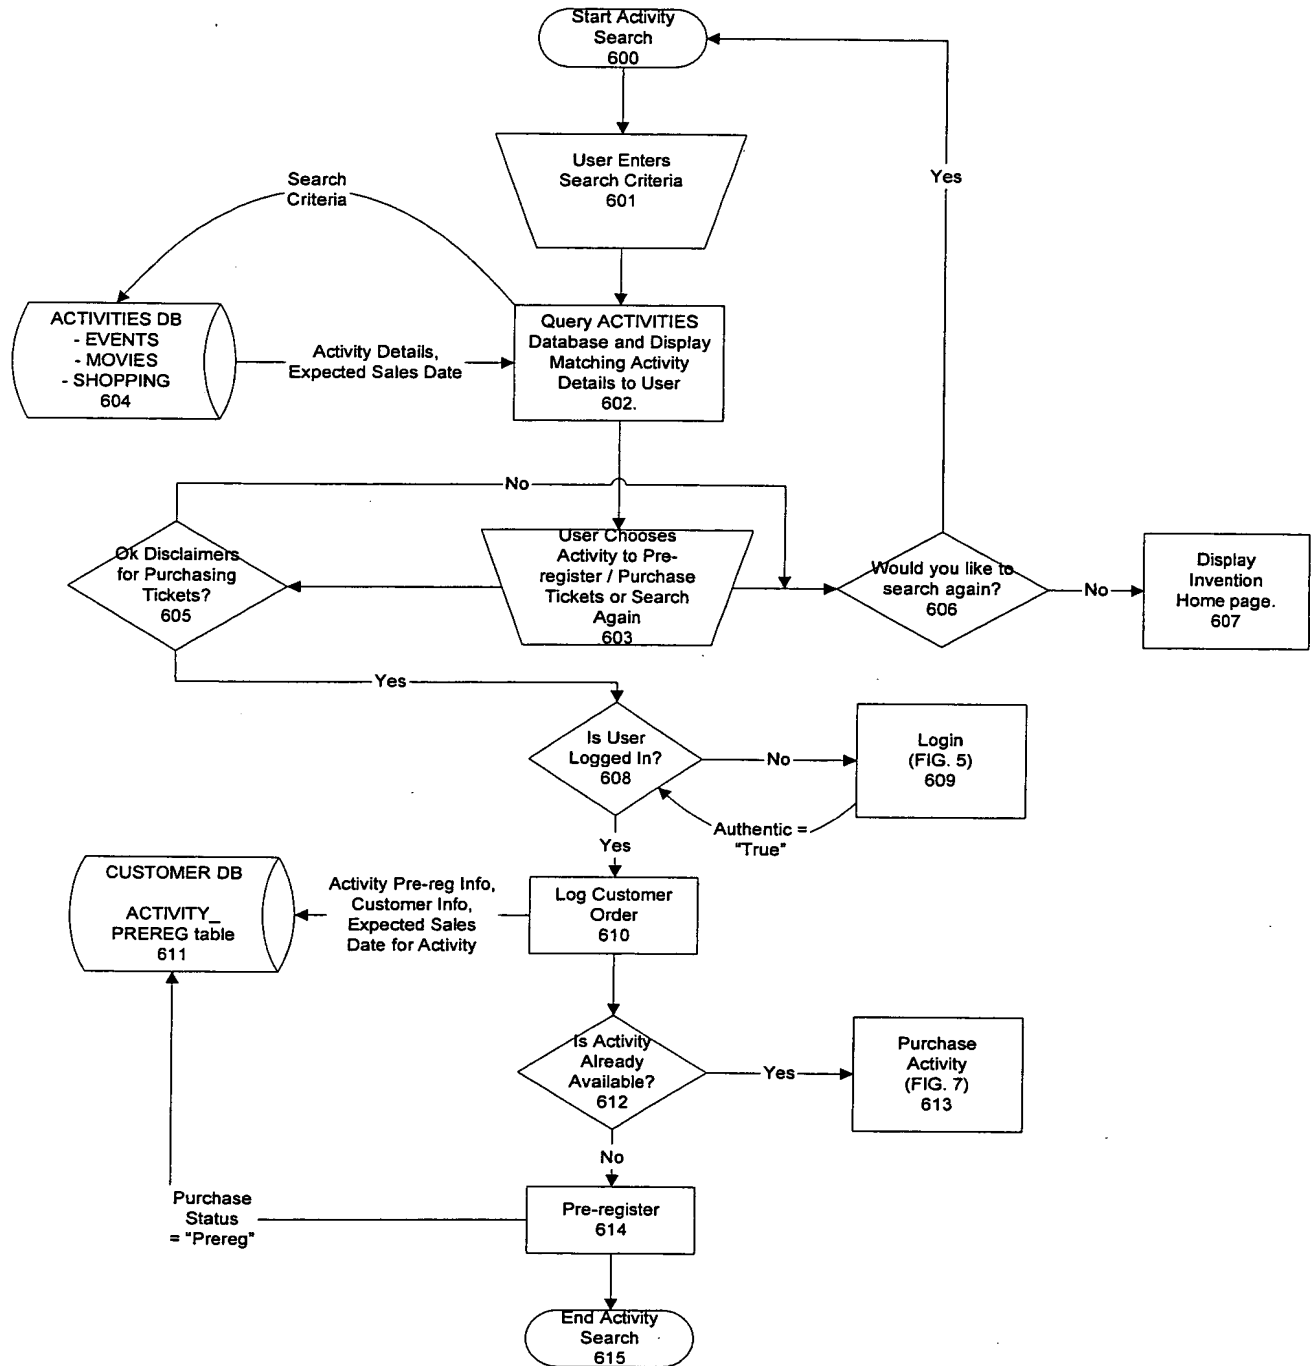 Start Activity
Search
600
Yes
User Enters
Search Criteria
601
Search
Criteria
ACTIVITIES DB
- EVENTS
- MOVIES
- SHOPPING
604
Activity Details,
Expected Sales Date
Query ACTIVITIES
Database and Display
Matching Activity
Details to User
602.
No
Ok Disclaimers
for Purchasing
Tickets?
605
User Chooses
Activity to Pre-
register / Purchase
Tickets or Search
Again
603
Would you like to
search again?
606
No
Display
Invention
Home page.
607
Yes
Is User
Logged In?
608
No
Login
(FIG. 5)
609
Authentic =
"True"
Yes
CUSTOMER DB
ACTIVITY_
PREREG table
611
Activity Pre-reg Info,
Customer Info,
Expected Sales
Date for Activity
Log Customer
Order
610
Is Activity
Already
Available?
612
Yes
Purchase
Activity
(FIG. 7)
613
No
Purchase
Status
= "Prereg"
Pre-register
614
End Activity
Search
615